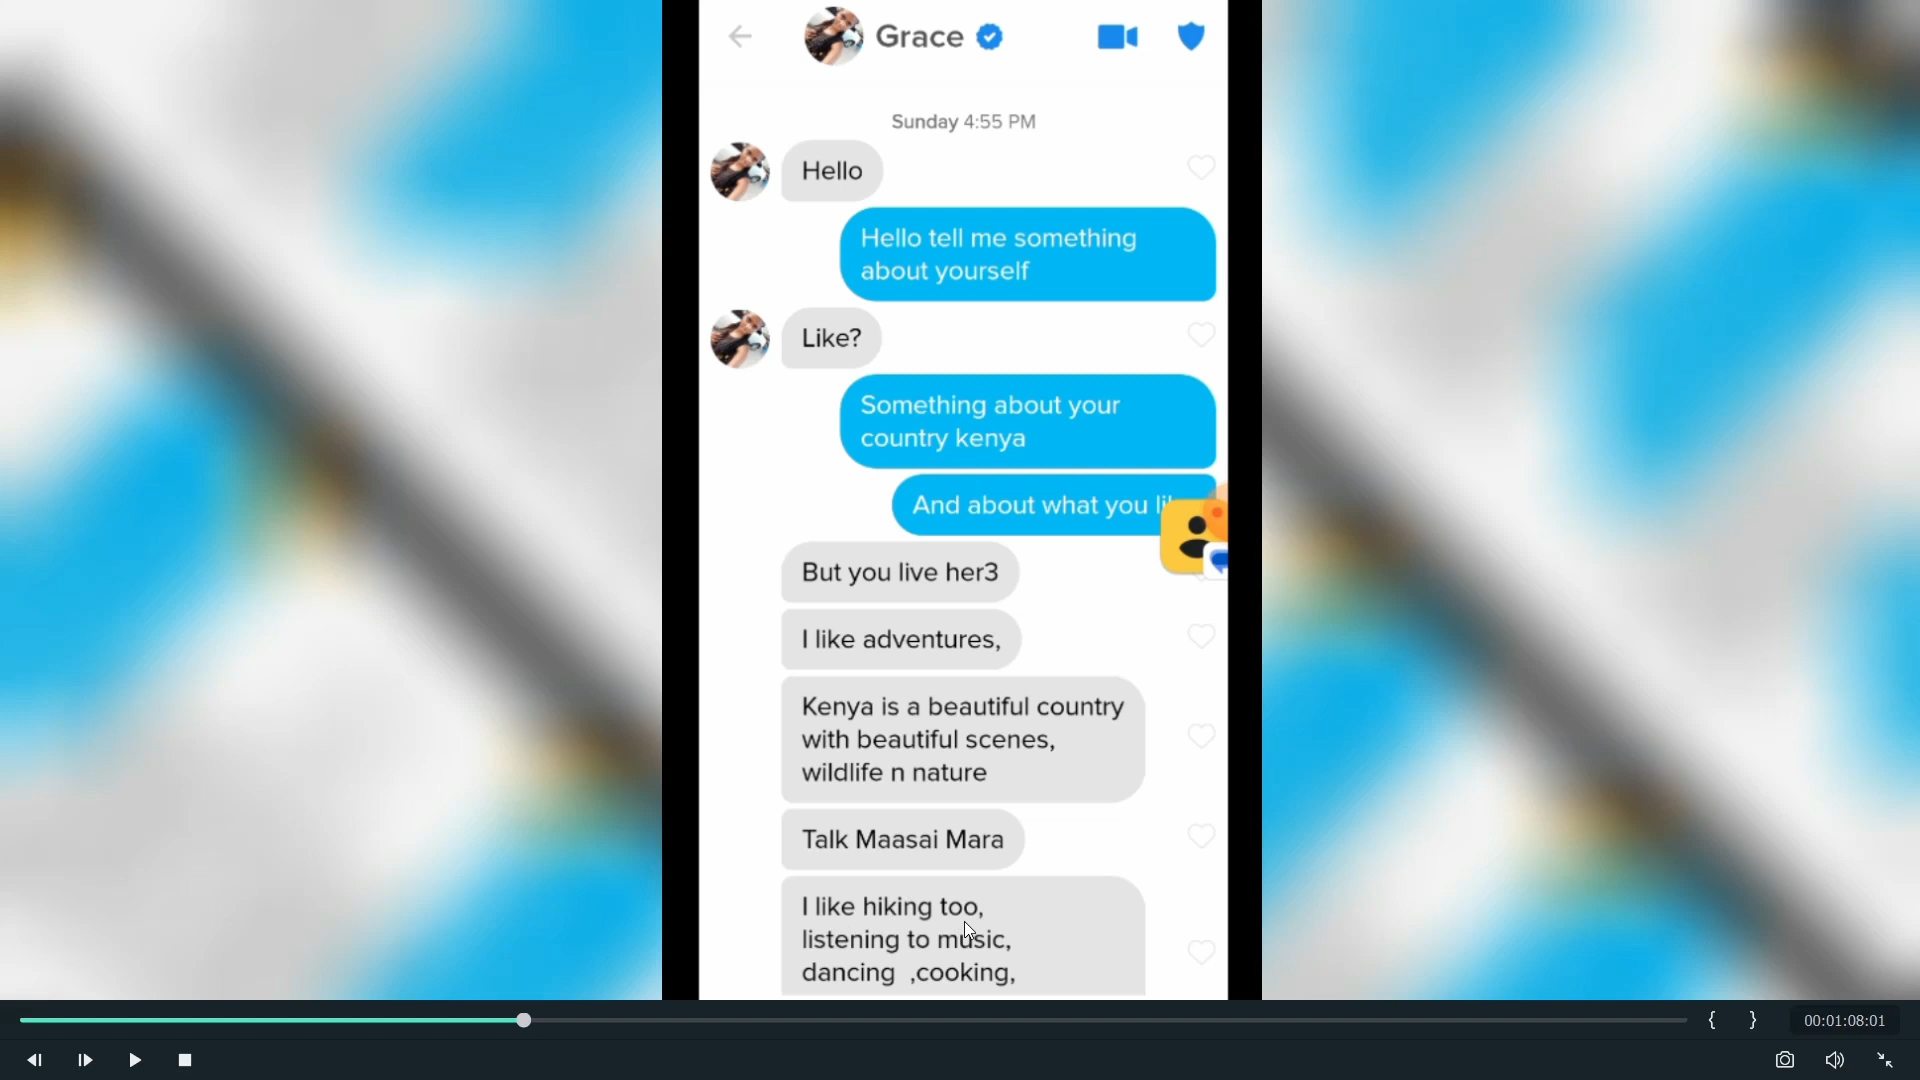 Grace
Sunday 4:55 PM
Hello
Hello tell me something
about yourself
Like?
Something about your
country kenya
And about what you
But you live her3
I like adventures,
Kenya is a beautiful country
with beautiful scenes,
wildlife n nature
Talk Maasai Mara
I like hiking too,
listening to music,
dancing ,cooking,
{ }
00:01:08:01